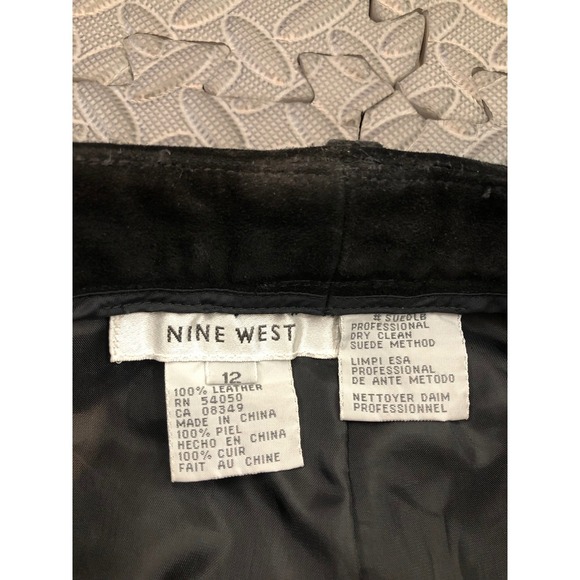 NINE WEST
12
100% LEATHER
RN 54050
CA 08349
MADE IN CHINA
100% PIEL
HECHO EN CHINA
100% CUIR
FAIT AU CHINE
# SUEDLB
PROFESSIONAL
DRY CLEAN
SUEDE METHOD
LIMPI ESA
PROFESSIONAL
DE ANTE METODO
NETTOYER DAIM
PROFESSIONNEL